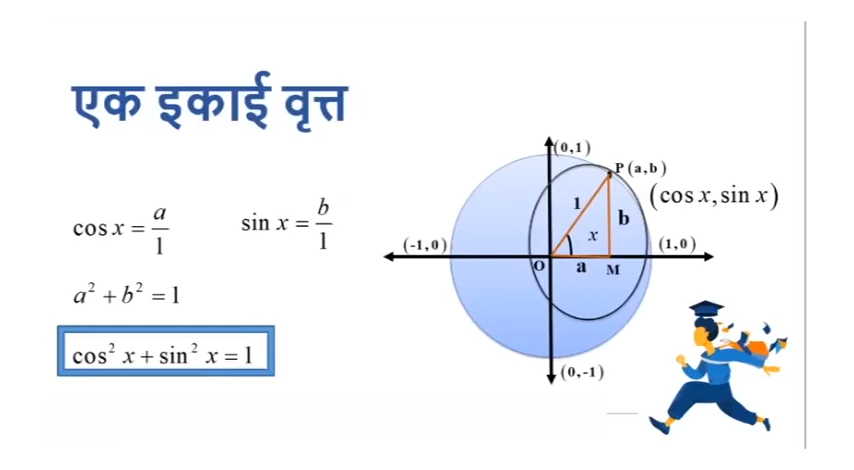 एक इकाई वृत्त
cos x = a/1
sin x = b/1
a² + b² = 1
cos² x + sin² x = 1
(0,1)
P (a,b)
(cos x, sin x)
1
b
x
(-1,0)
(1,0)
O
a
M
(0,-1)